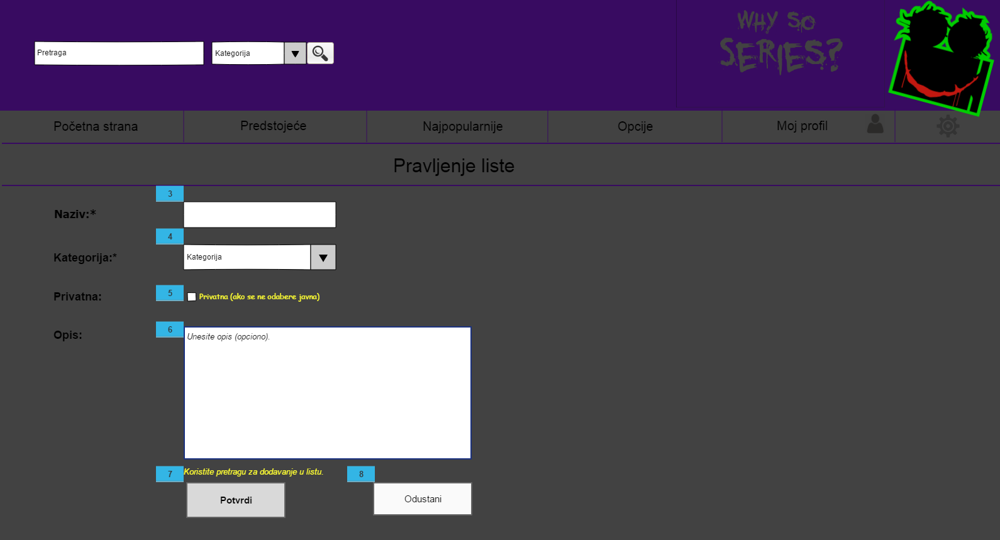 WHY SO
SERIES?
Pretraga
Kategorija
Početna strana
Predstojeće
Najpopularnije
Opcije
Moj profil
Pravljenje liste
3
Naziv:*
4
Kategorija:*
Kategorija
Privatna:
5
Privatna (ako se ne odabere javna)
Opis:
6
Unesite opis (opciono).
7
Koristite pretragu za dodavanje u listu.
8
Potvrdi
Odustani